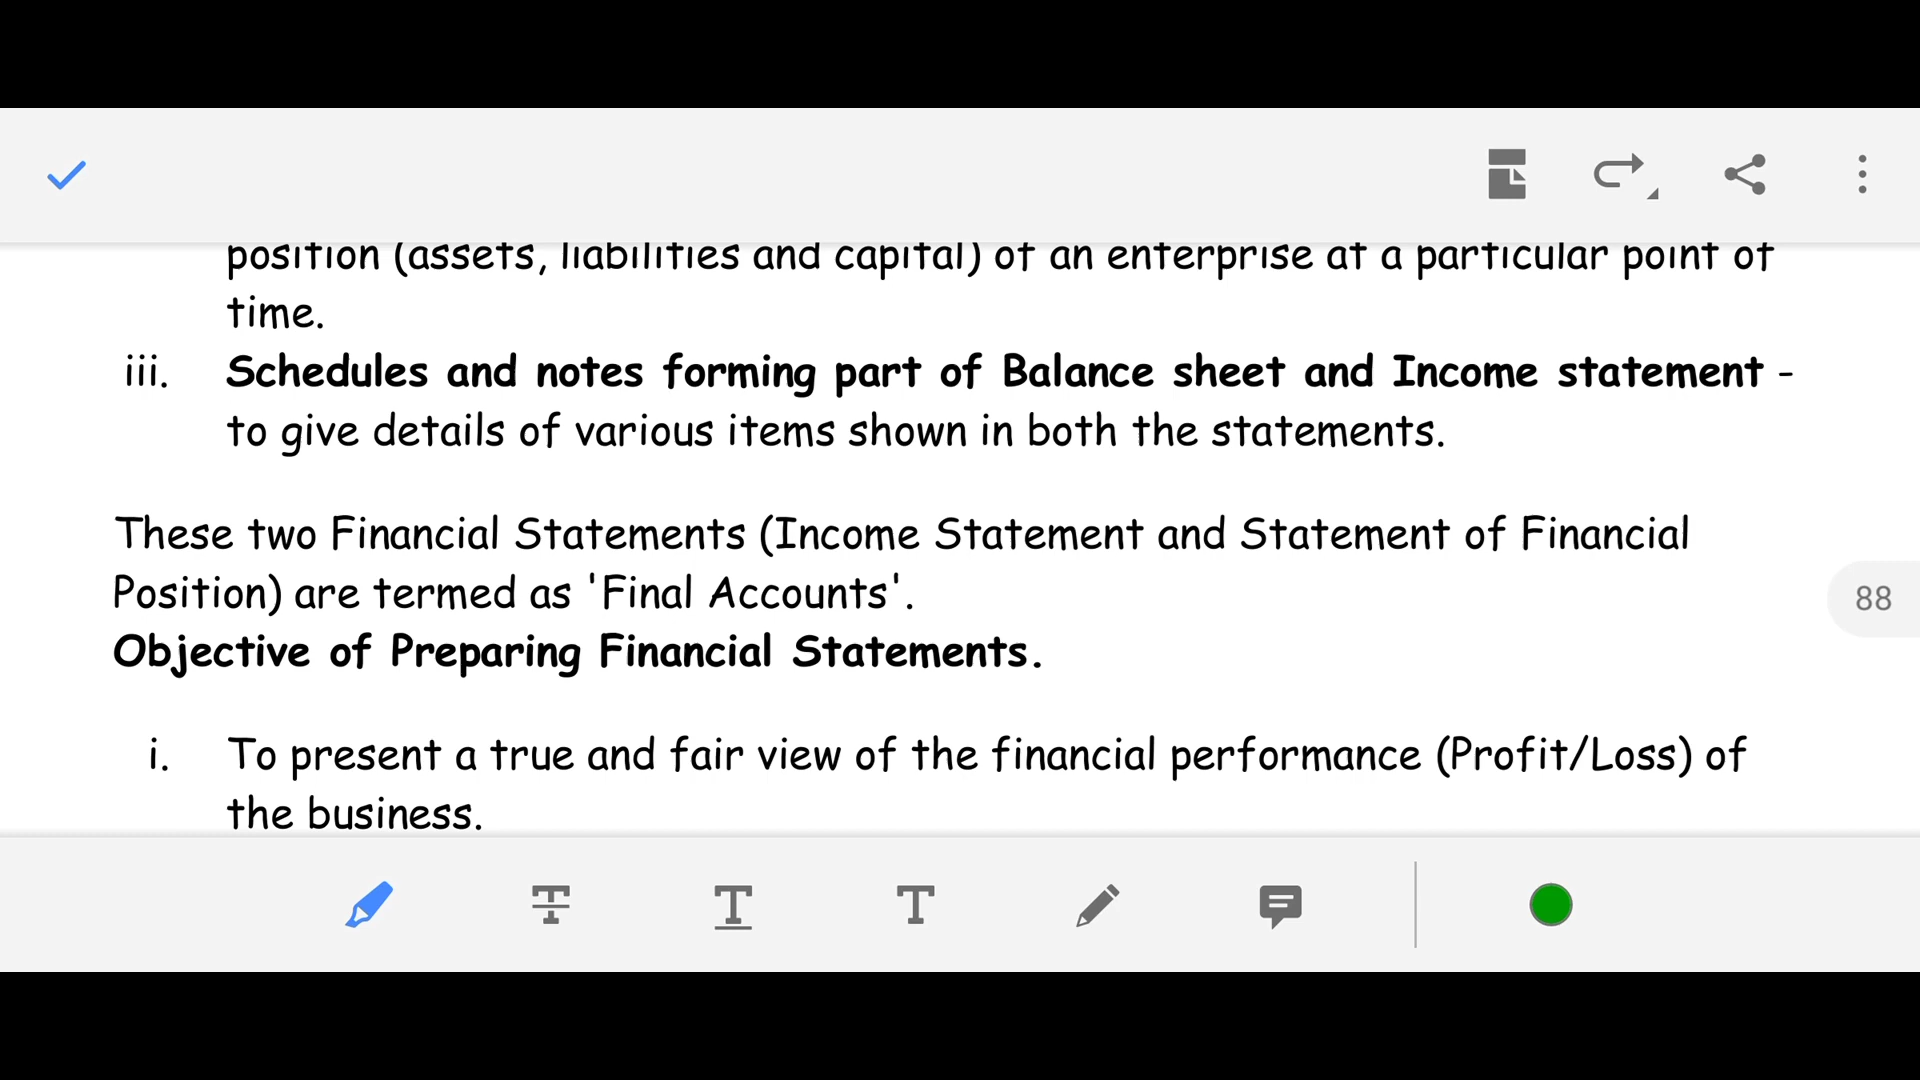 position (assets, liabilities and capital) of an enterprise at a particular point of
time.
iii. Schedules and notes forming part of Balance sheet and Income statement -
to give details of various items shown in both the statements.
These two Financial Statements (Income Statement and Statement of Financial
Position) are termed as 'Final Accounts'.
88
Objective of Preparing Financial Statements.
i. To present a true and fair view of the financial performance (Profit/Loss) of
the business.